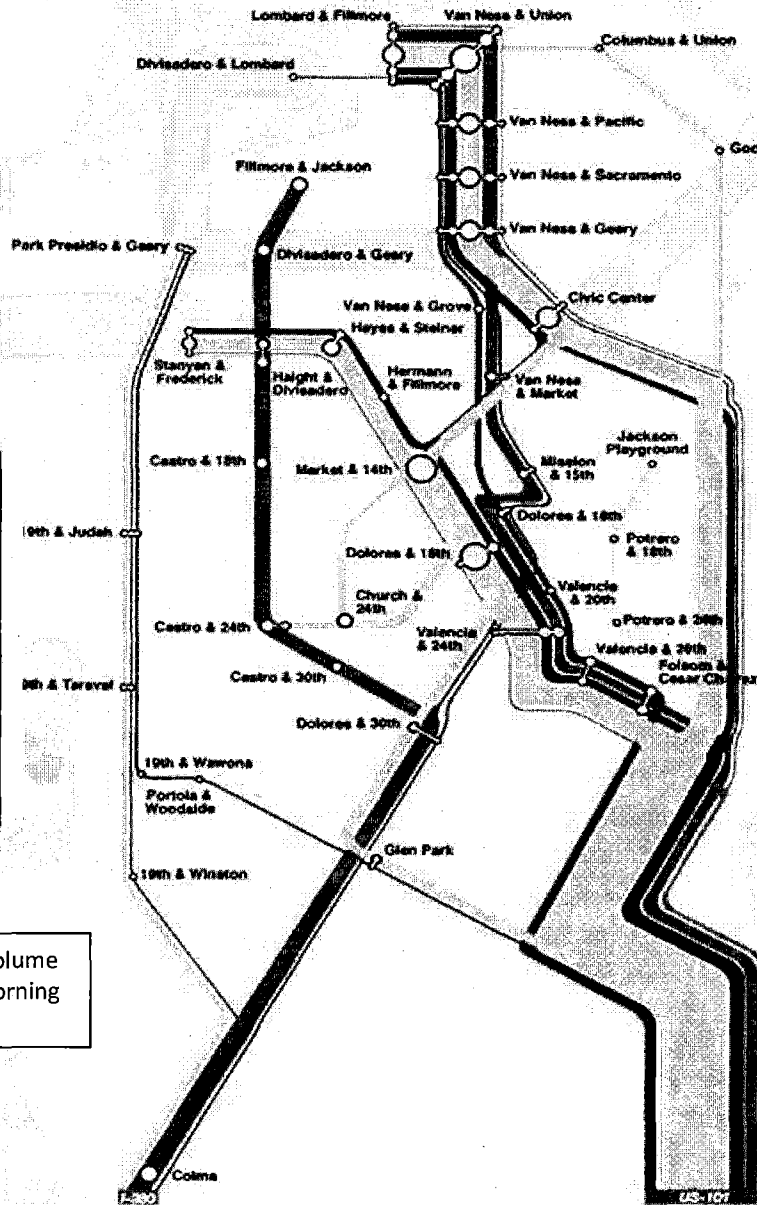 Lombard & Fillmore
Van Ness & Union
Columbus & Union
Divisadero & Lombard
Van Ness & Pacific
Goo
Fillmore & Jackson
Van Ness & Sacramento
Van Ness & Geary
Park Presidio & Geary
Divisadero & Geary
Civic Center
Van Ness & Grove
Hayes & Steiner
Stanyan &
Frederick
Haight &
Divisadero
Hermann
& Fillmore
Van Ness
& Market
Jackson
Playground
Castro & 18th
Market & 14th
Mission
& 15th
Dolores & 16th
19th & Judah
Dolores & 18th
Potrero
& 18th
Valencia
& 20th
Church &
24th
Castro & 24th
Valencia
& 24th
Potrero &
Valencia &
Folsom &
Cesar Chavez
Castro & 30th
9th & Taraval
Dolores & 30th
19th & Wawona
Portola &
Woodside
Glen Park
19th & Winston
olume
orning
Colma
I-280
US-101